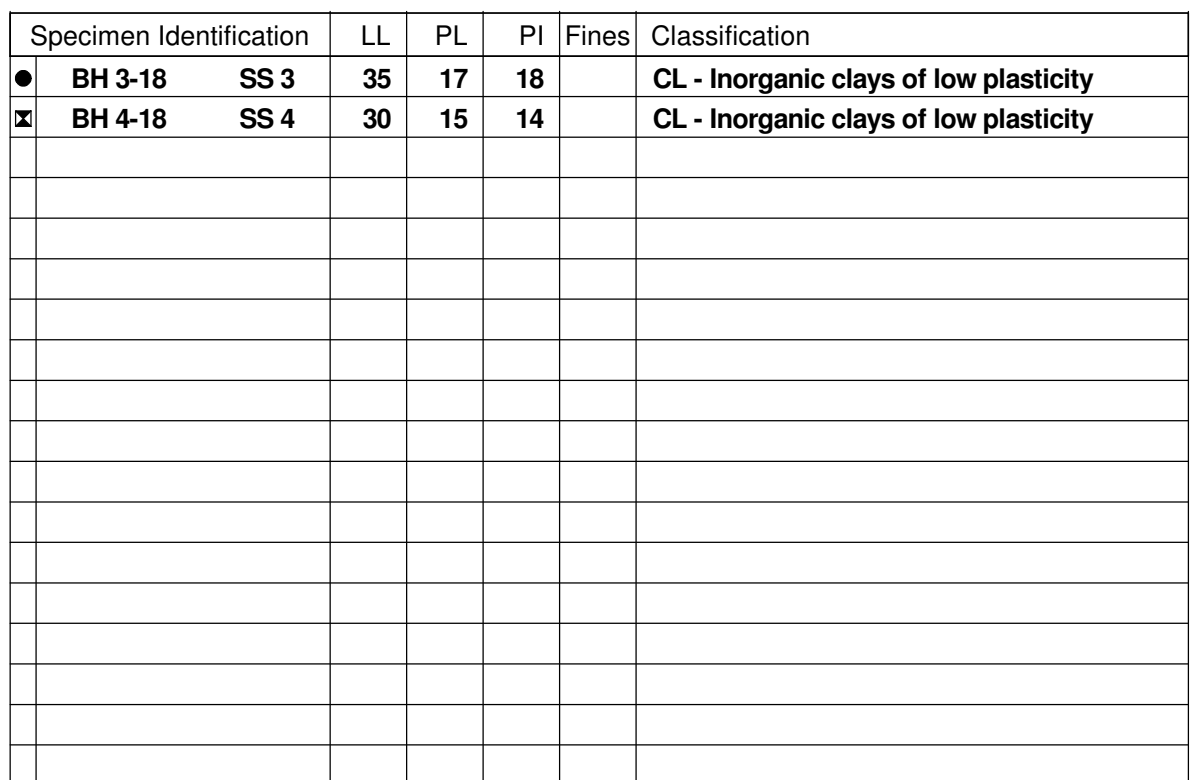 Specimen Identification LL PL PI Fines Classification
BH 3-18 SS 3 35 17 18 CL - Inorganic clays of low plasticity
BH 4-18 SS 4 30 15 14 CL - Inorganic clays of low plasticity